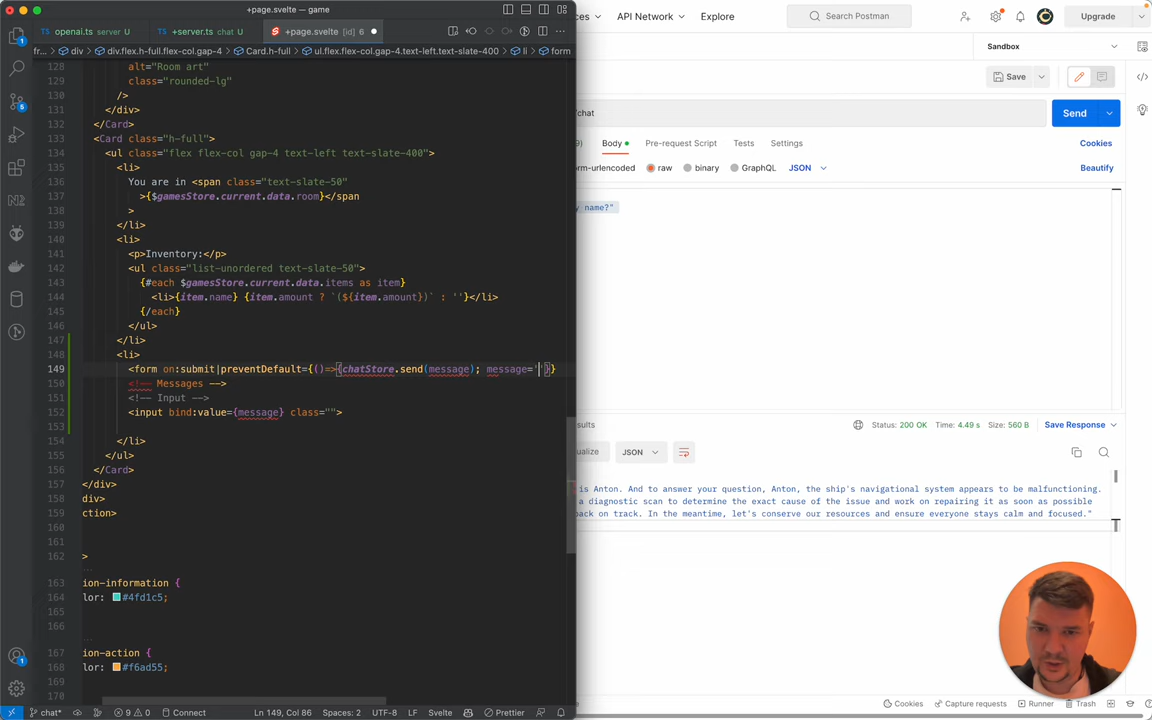 +page.svelte — game
openai.ts server U
+server.ts chat U
+page.svelte [id] 6
fr... div div.flex.h-full.flex-col.gap-4 Card.h-full ul.flex.flex-col.gap-4.text-left.text-slate-400 li form
128 alt="Room art"
129 class="rounded-lg"
130 />
131 </div>
132 </Card>
133 <Card class="h-full">
134 <ul class="flex flex-col gap-4 text-left text-slate-400">
135 <li>
136 You are in <span class="text-slate-50"
137 >{$gamesStore.current.data.room}</span
138 >
139 </li>
140 <li>
141 <p>Inventory:</p>
142 <ul class="list-unordered text-slate-50">
143 {#each $gamesStore.current.data.items as item}
144 <li>{item.name} {item.amount ? `(${item.amount})` : ''}</li>
145 {/each}
146 </ul>
147 </li>
148 <li>
149 <form on:submit|preventDefault={()=>{chatStore.send(message); message=''}}
150 <!-- Messages -->
151 <!-- Input -->
152 <input bind:value={message} class="">
153
154 </li>
155 </ul>
156 </Card>
157 </div>
158 div>
159 ction>
160
161
162 >
163 ion-information {
164 lor: #4fd1c5;
165
166
167 ion-action {
168 lor: #f6ad55;
169
170
chat* 9 0 Connect Ln 149, Col 86 Spaces: 2 UTF-8 LF Svelte Prettier
ces API Network Explore Search Postman Upgrade
Sandbox
Save
/chat Send
9) Body Pre-request Script Tests Settings Cookies
orm-urlencoded raw binary GraphQL JSON Beautify
y name?"
sults Status: 200 OK Time: 4.49 s Size: 560 B Save Response
ualize JSON
is Anton. And to answer your question, Anton, the ship's navigational system appears to be malfunctioning.
a diagnostic scan to determine the exact cause of the issue and work on repairing it as soon as possible
back on track. In the meantime, let's conserve our resources and ensure everyone stays calm and focused."
Cookies Capture requests Runner Trash